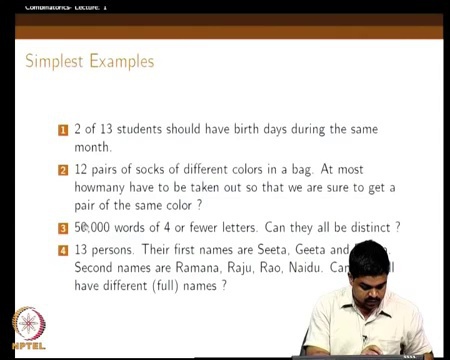 Combinatorics- Lecture: 1
Simplest Examples
1 2 of 13 students should have birth days during the same
month.
2 12 pairs of socks of different colors in a bag. At most
howmany have to be taken out so that we are sure to get a
pair of the same color ?
3 50,000 words of 4 or fewer letters. Can they all be distinct ?
4 13 persons. Their first names are Seeta, Geeta and
Second names are Ramana, Raju, Rao, Naidu.
have different (full) names ?
NPTEL